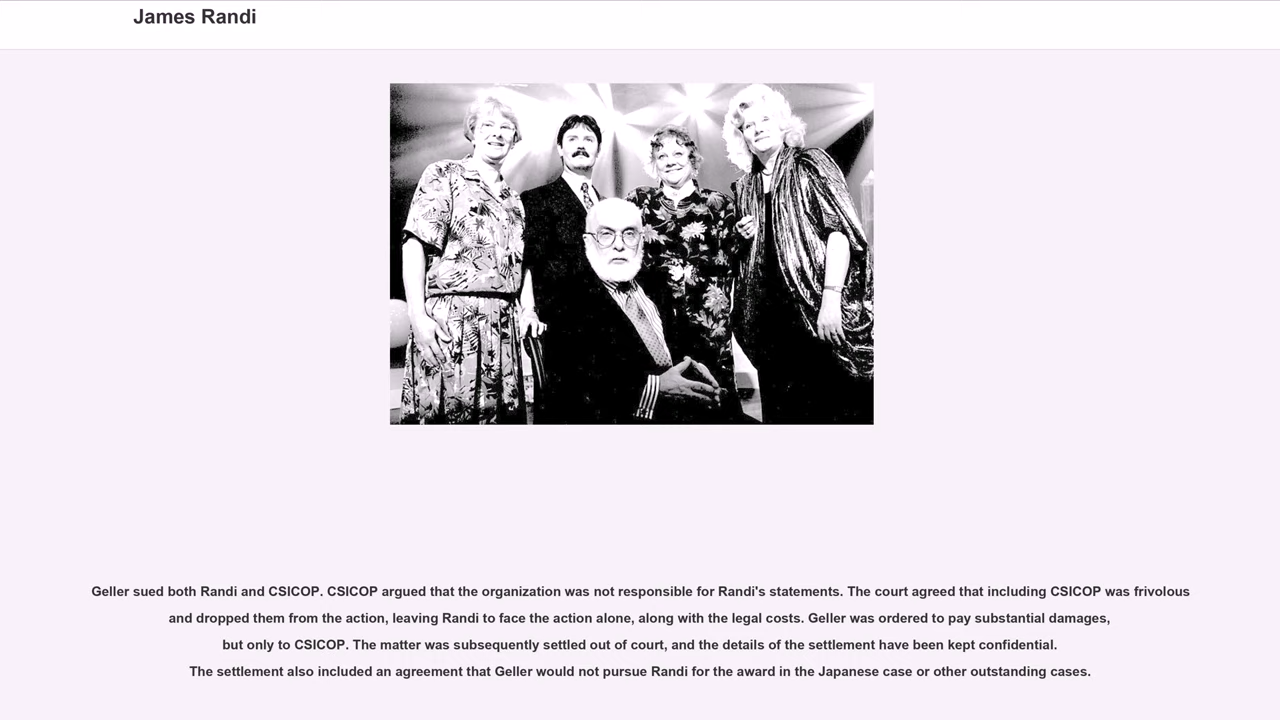 James Randi
Geller sued both Randi and CSICOP. CSICOP argued that the organization was not responsible for Randi's statements. The court agreed that including CSICOP was frivolous
and dropped them from the action, leaving Randi to face the action alone, along with the legal costs. Geller was ordered to pay substantial damages,
but only to CSICOP. The matter was subsequently settled out of court, and the details of the settlement have been kept confidential.
The settlement also included an agreement that Geller would not pursue Randi for the award in the Japanese case or other outstanding cases.